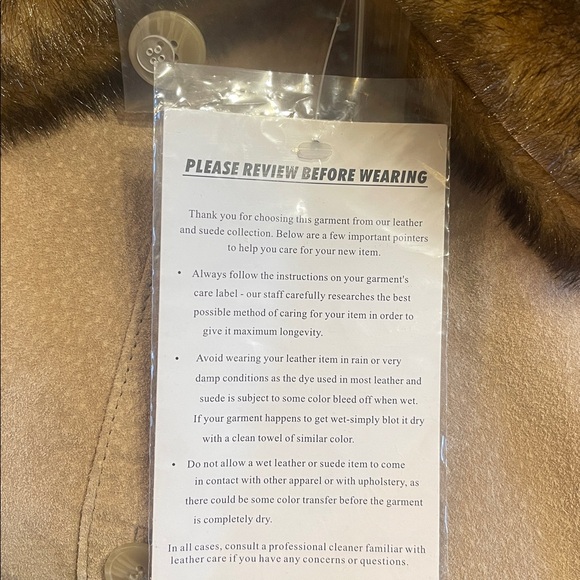 PLEASE REVIEW BEFORE WEARING
Thank you for choosing this garment from our leather
and suede collection. Below are a few important pointers
to help you care for your new item.
• Always follow the instructions on your garment's
care label - our staff carefully researches the best
possible method of caring for your item in order to
give it maximum longevity.
• Avoid wearing your leather item in rain or very
damp conditions as the dye used in most leather and
suede is subject to some color bleed off when wet.
If your garment happens to get wet-simply blot it dry
with a clean towel of similar color.
• Do not allow a wet leather or suede item to come
in contact with other apparel or with upholstery, as
there could be some color transfer before the garment
is completely dry.
In all cases, consult a professional cleaner familiar with
leather care if you have any concerns or questions.